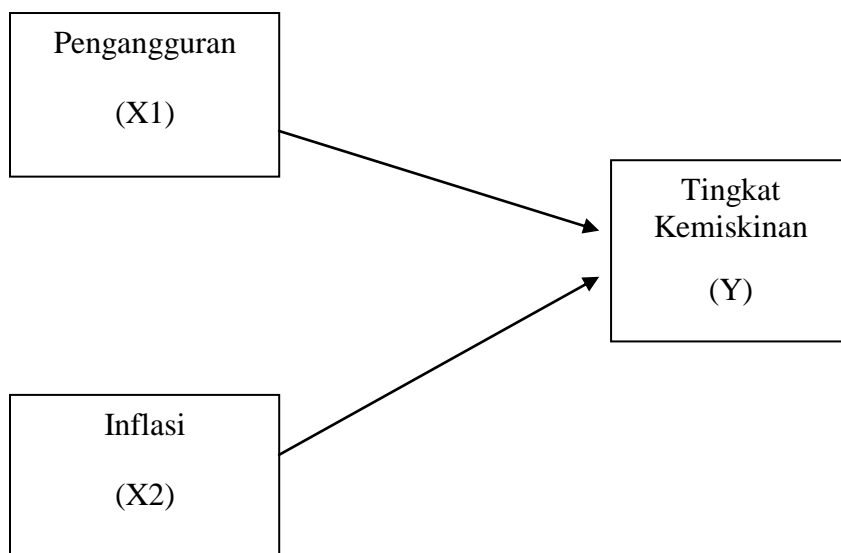 Pengangguran
(X1)
Tingkat
Kemiskinan
(Y)
Inflasi
(X2)